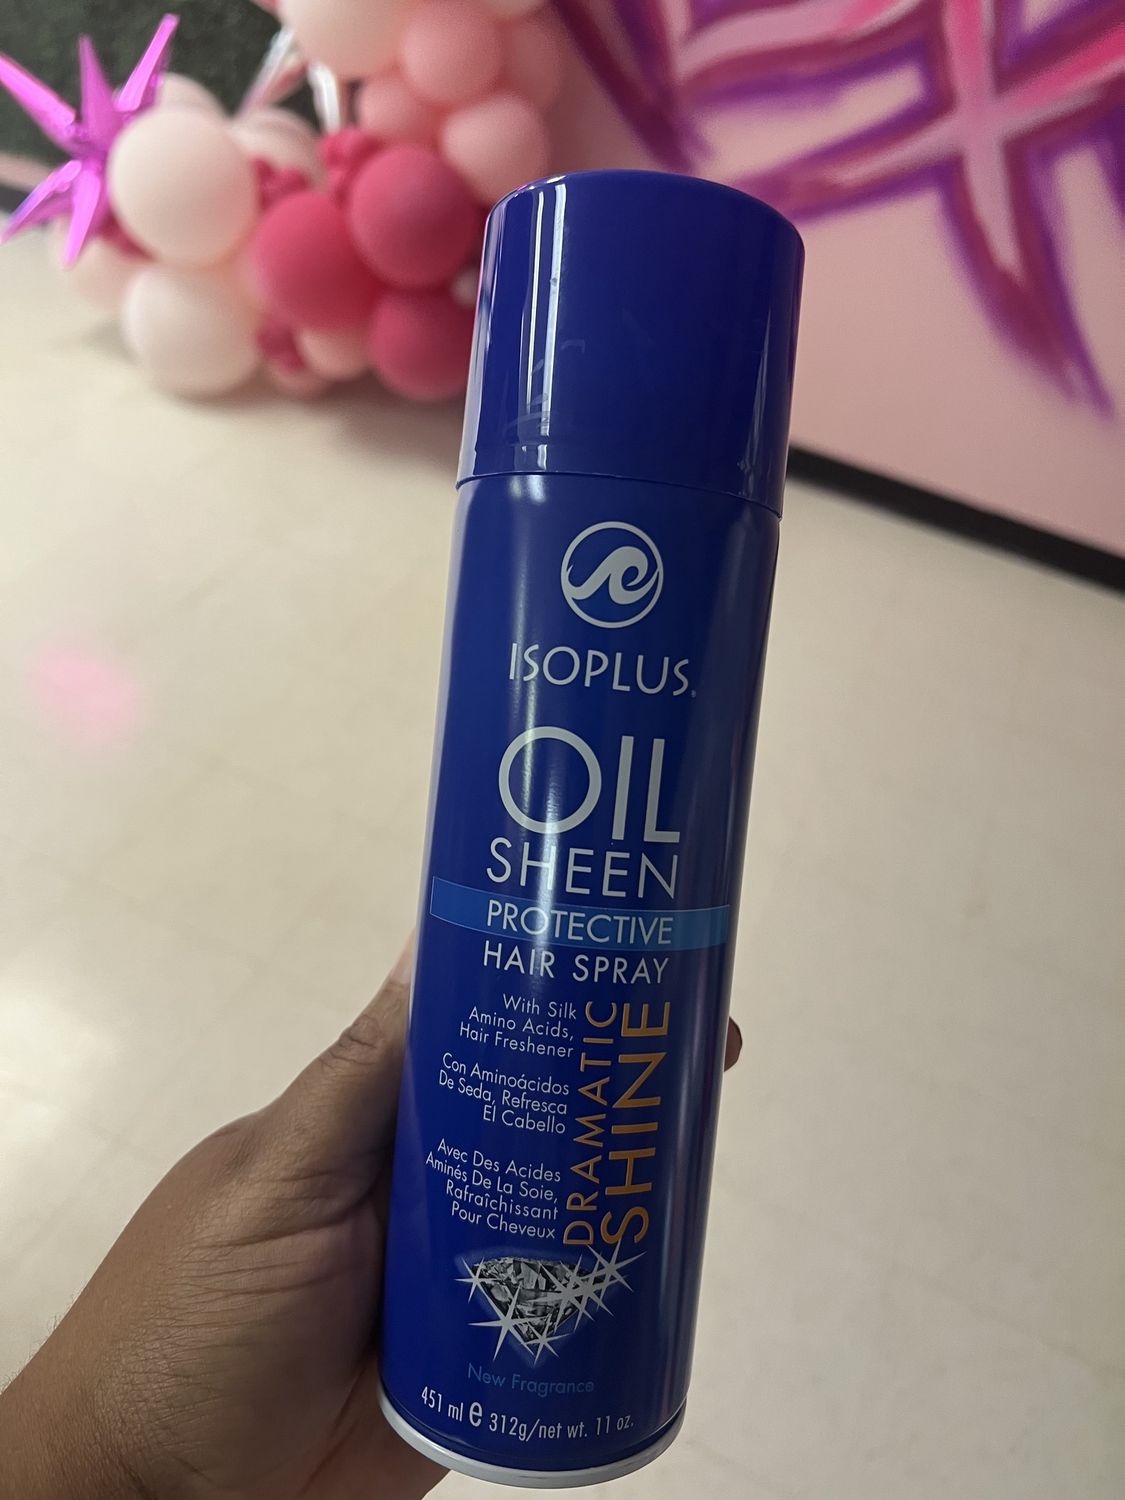 ISOPLUS®
OIL
SHEEN
PROTECTIVE
HAIR SPRAY
With Silk
Amino Acids,
Hair Freshener
Con Aminoácidos
De Seda, Refresca
El Cabello
Avec Des Acides
Aminés De La Soie,
Rafraîchissant
Pour Cheveux
DRAMATIC
SHINE
New Fragrance
451 ml e 312g/net wt. 11 oz.